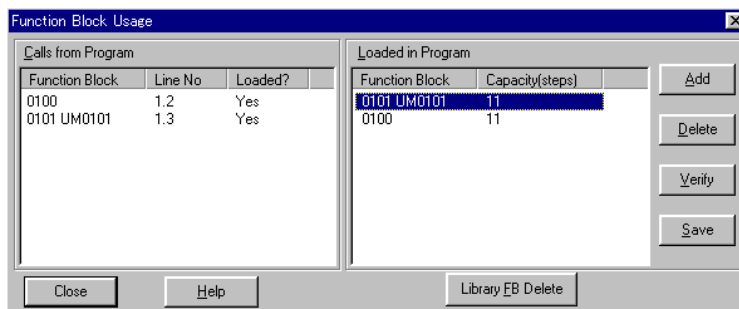 Function Block Usage
Calls from Program
Function Block Line No Loaded?
0100 1.2 Yes
0101 UM0101 1.3 Yes
Loaded in Program
Function Block Capacity(steps)
0101 UM0101 11
0100 11
Add
Delete
Verify
Save
Close
Help
Library FB Delete